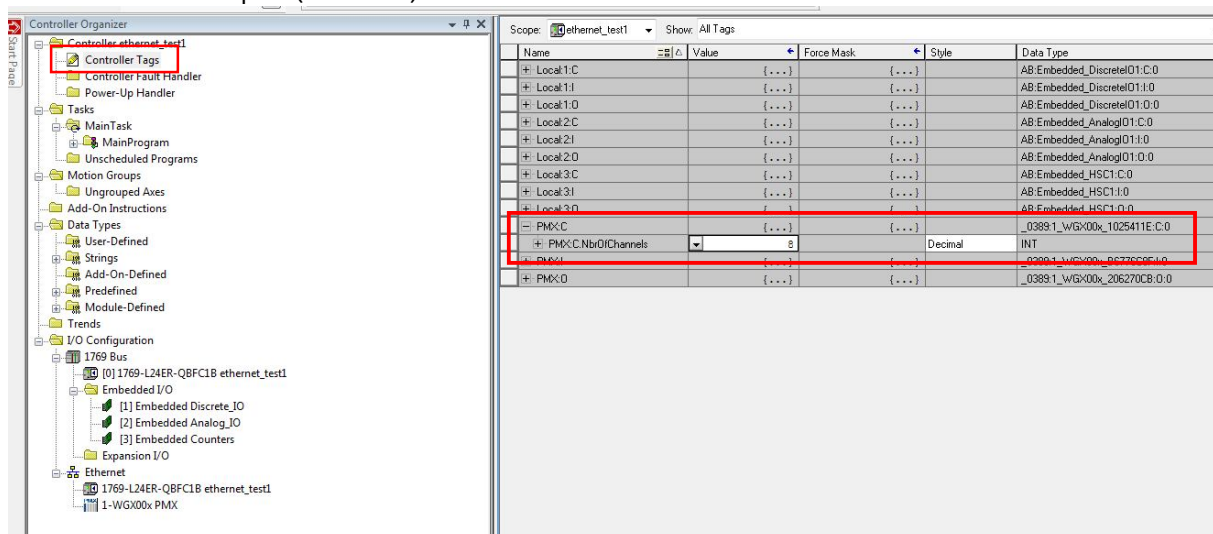 Controller Organizer
Start Page
Controller ethernet_test1
Controller Tags
Controller Fault Handler
Power-Up Handler
Tasks
MainTask
MainProgram
Unscheduled Programs
Motion Groups
Ungrouped Axes
Add-On Instructions
Data Types
User-Defined
Strings
Add-On-Defined
Predefined
Module-Defined
Trends
I/O Configuration
1769 Bus
[0] 1769-L24ER-QBFC1B ethernet_test1
Embedded I/O
[1] Embedded Discrete_IO
[2] Embedded Analog_IO
[3] Embedded Counters
Expansion I/O
Ethernet
1769-L24ER-QBFC1B ethernet_test1
1-WGX00x PMX
Scope: ethernet_test1 Show: All Tags
Name Value Force Mask Style Data Type
Local:1:C {...} {...} AB:Embedded_DiscreteIO1:C:0
Local:1:I {...} {...} AB:Embedded_DiscreteIO1:I:0
Local:1:O {...} {...} AB:Embedded_DiscreteIO1:O:0
Local:2:C {...} {...} AB:Embedded_AnalogIO1:C:0
Local:2:I {...} {...} AB:Embedded_AnalogIO1:I:0
Local:2:O {...} {...} AB:Embedded_AnalogIO1:O:0
Local:3:C {...} {...} AB:Embedded_HSC1:C:0
Local:3:I {...} {...} AB:Embedded_HSC1:I:0
Local:3:O {...} {...} AB:Embedded_HSC1:O:0
PMX:C {...} {...} _0389:1_WGX00x_1025411E:C:0
PMX:C.NbrOfChannels 8 Decimal INT
PMX:I {...} {...}
PMX:O {...} {...} _0389:1_WGX00x_206270CB:O:0